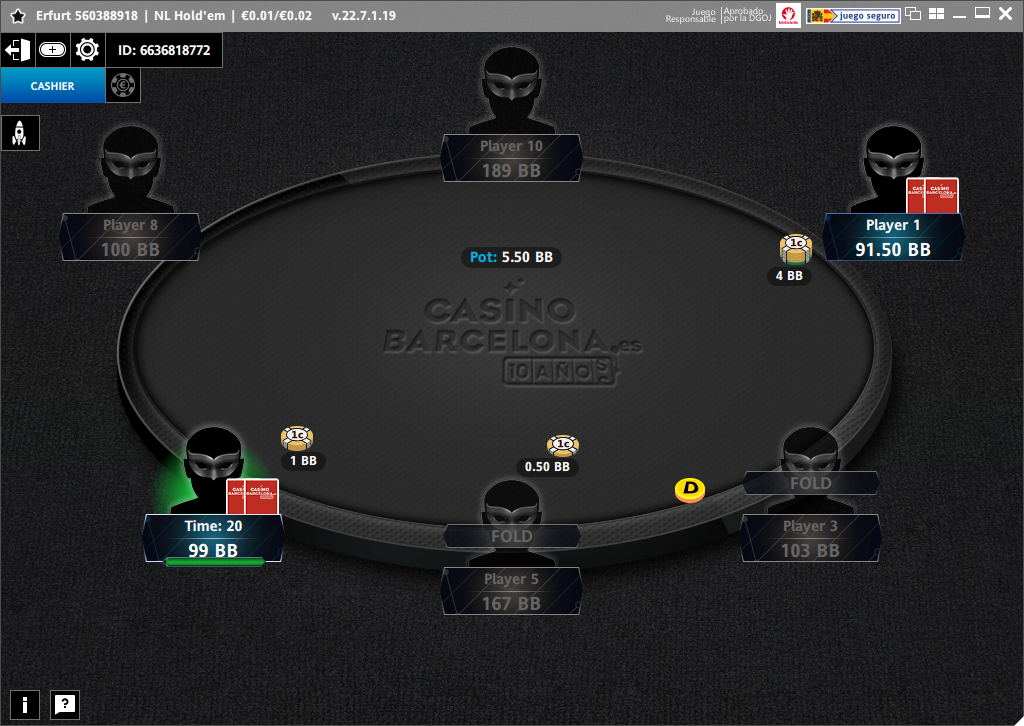 Erfurt 560388918 | NL Hold'em | €0.01/€0.02 v.22.7.1.19
Juego Responsable
Aprobado por la DGOJ
juego seguro
ID: 6636818772
CASHIER
Player 10
189 BB
Player 8
100 BB
Player 1
91.50 BB
1c
4 BB
Pot: 5.50 BB
CASINO
BARCELONA.es
10 AÑOS
1c
1 BB
1c
0.50 BB
D
FOLD
Player 3
103 BB
Time: 20
99 BB
FOLD
Player 5
167 BB
i
?